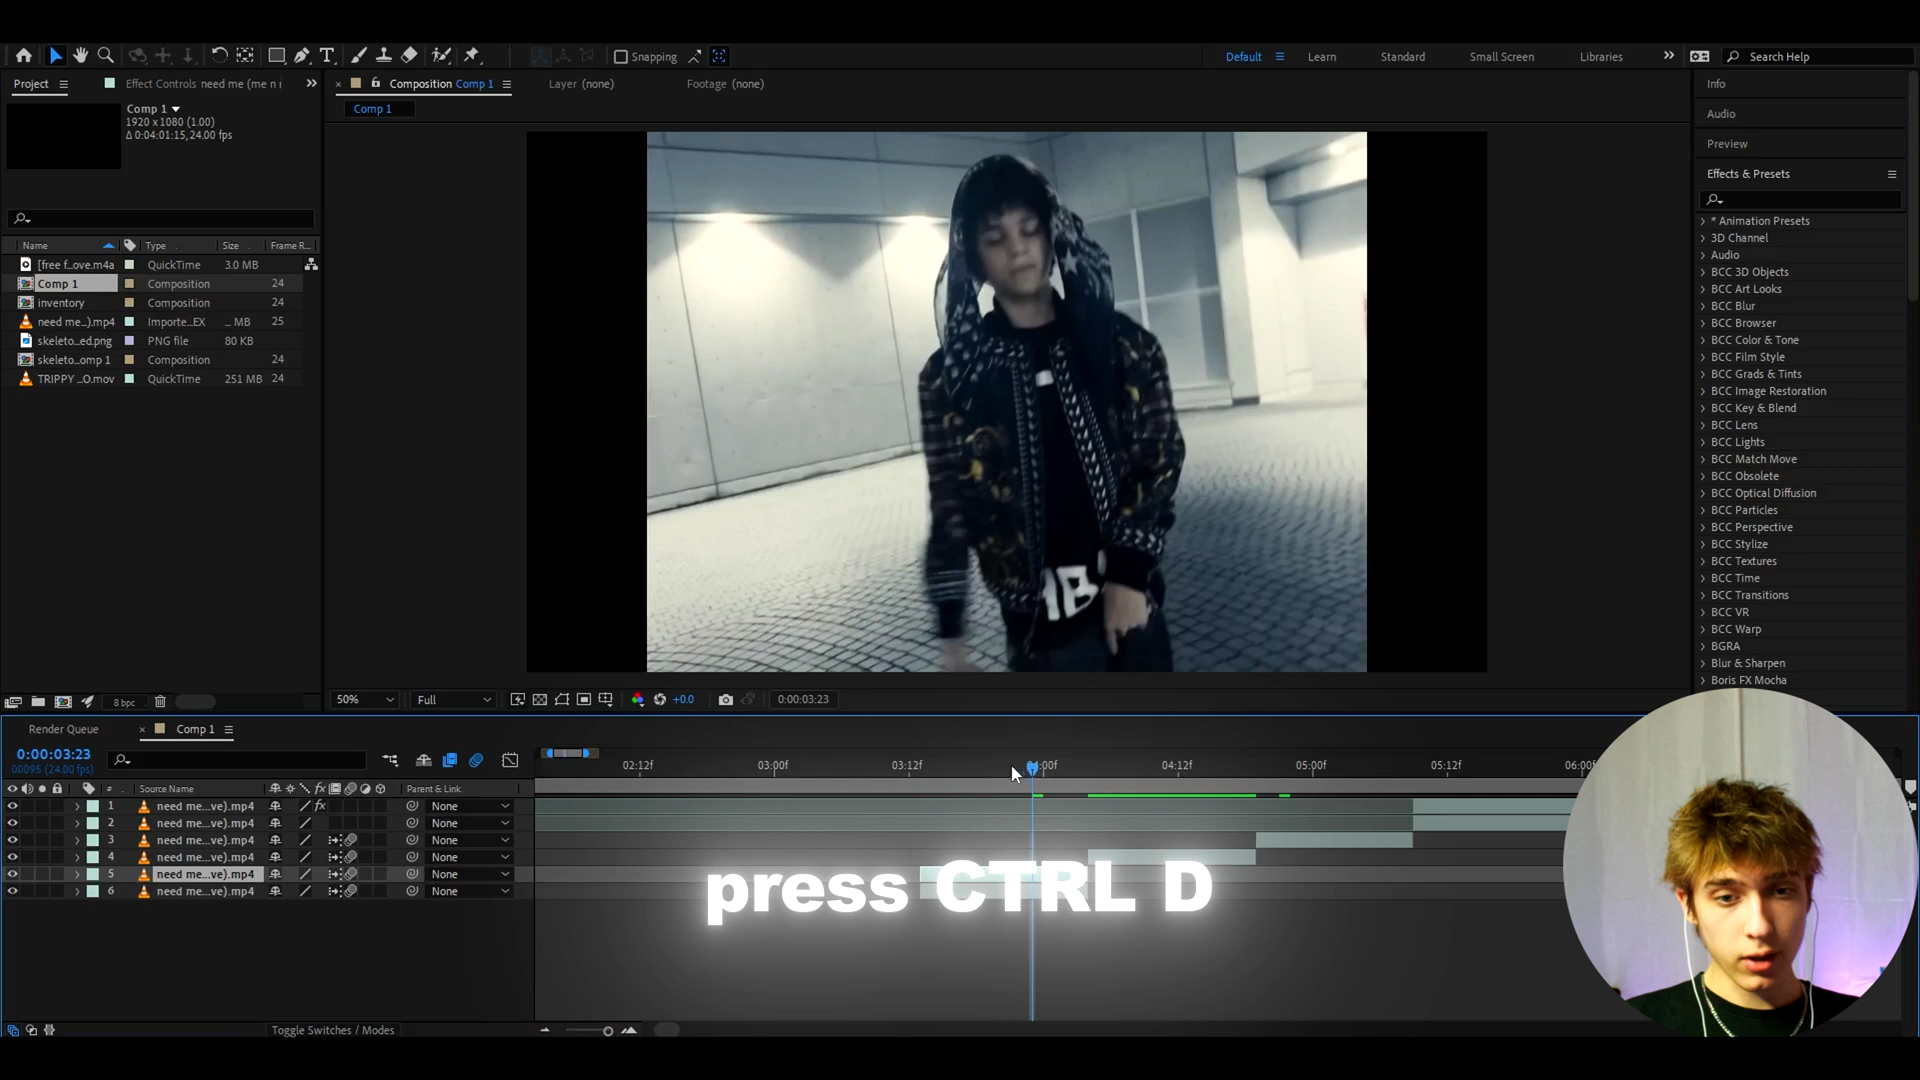 Snapping
Default
Learn
Standard
Small Screen
Libraries
Search Help
Project
Effect Controls need me (me n i
Composition Comp 1
Layer (none)
Footage (none)
Comp 1
Comp 1
1920 x 1080 (1.00)
Δ 0:04:01:15, 24.00 fps
Name Type Size Frame R...
[free f...ove.m4a QuickTime 3.0 MB
Comp 1 Composition 24
inventory Composition 24
need me...).mp4 Importe...EX ... MB 25
skeleto...ed.png PNG file 80 KB
skeleto...omp 1 Composition 24
TRIPPY ...O.mov QuickTime 251 MB 24
8 bpc
HB
50% Full +0.0 0:00:03:23
Info
Audio
Preview
Effects & Presets
* Animation Presets
3D Channel
Audio
BCC 3D Objects
BCC Art Looks
BCC Blur
BCC Browser
BCC Color & Tone
BCC Film Style
BCC Grads & Tints
BCC Image Restoration
BCC Key & Blend
BCC Lens
BCC Lights
BCC Match Move
BCC Obsolete
BCC Optical Diffusion
BCC Particles
BCC Perspective
BCC Stylize
BCC Textures
BCC Time
BCC Transitions
BCC VR
BCC Warp
BGRA
Blur & Sharpen
Boris FX Mocha
Render Queue
Comp 1
0:00:03:23
00095 (24.00 fps)
02:12f 03:00f 03:12f 04:00f 04:12f 05:00f 05:12f 06:00f
# Source Name fx Parent & Link
1 need me...ve).mp4 fx None
2 need me...ve).mp4 None
3 need me...ve).mp4 None
4 need me...ve).mp4 None
5 need me...ve).mp4 None
6 need me...ve).mp4 None
press CTRL D
Toggle Switches / Modes